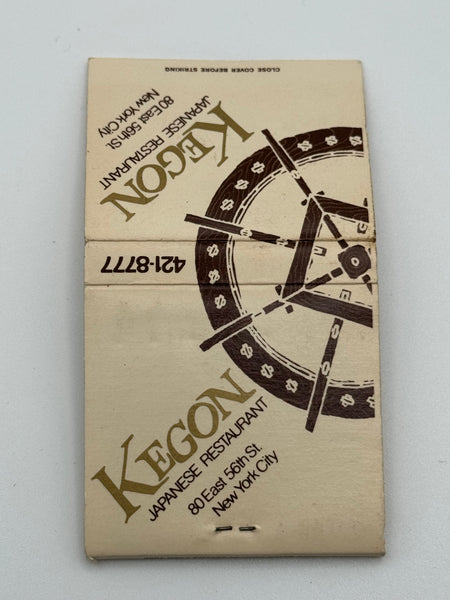 CLOSE COVER BEFORE STRIKING
KEGON
JAPANESE RESTAURANT
80 East 56th St.
New York City
421-8777
KEGON
JAPANESE RESTAURANT
80 East 56th St.
New York City